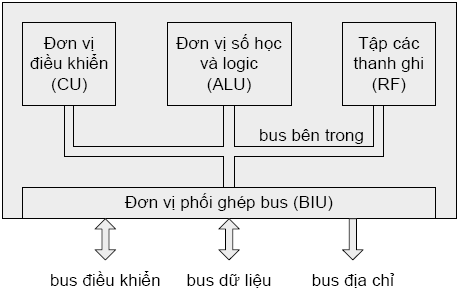 Đơn vị
điều khiển
(CU)
Đơn vị số học
và logic
(ALU)
Tập các
thanh ghi
(RF)
bus bên trong
Đơn vị phối ghép bus (BIU)
bus điều khiển
bus dữ liệu
bus địa chỉ